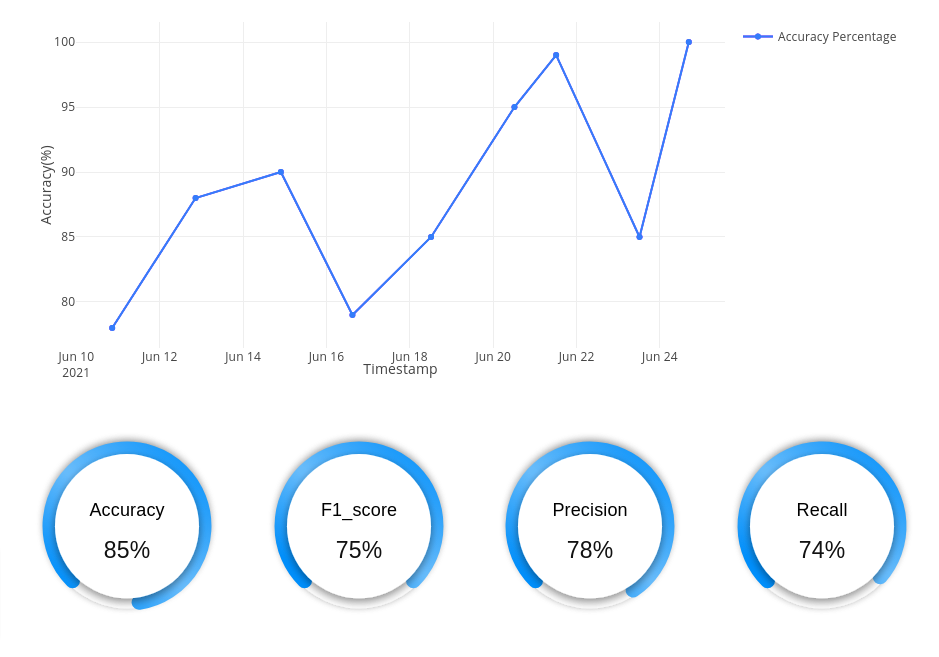 100
95
90
85
80
Accuracy(%)
Accuracy Percentage
Jun 10
2021
Jun 12
Jun 14
Jun 16
Jun 18
Jun 20
Jun 22
Jun 24
Timestamp
Accuracy
85%
F1_score
75%
Precision
78%
Recall
74%